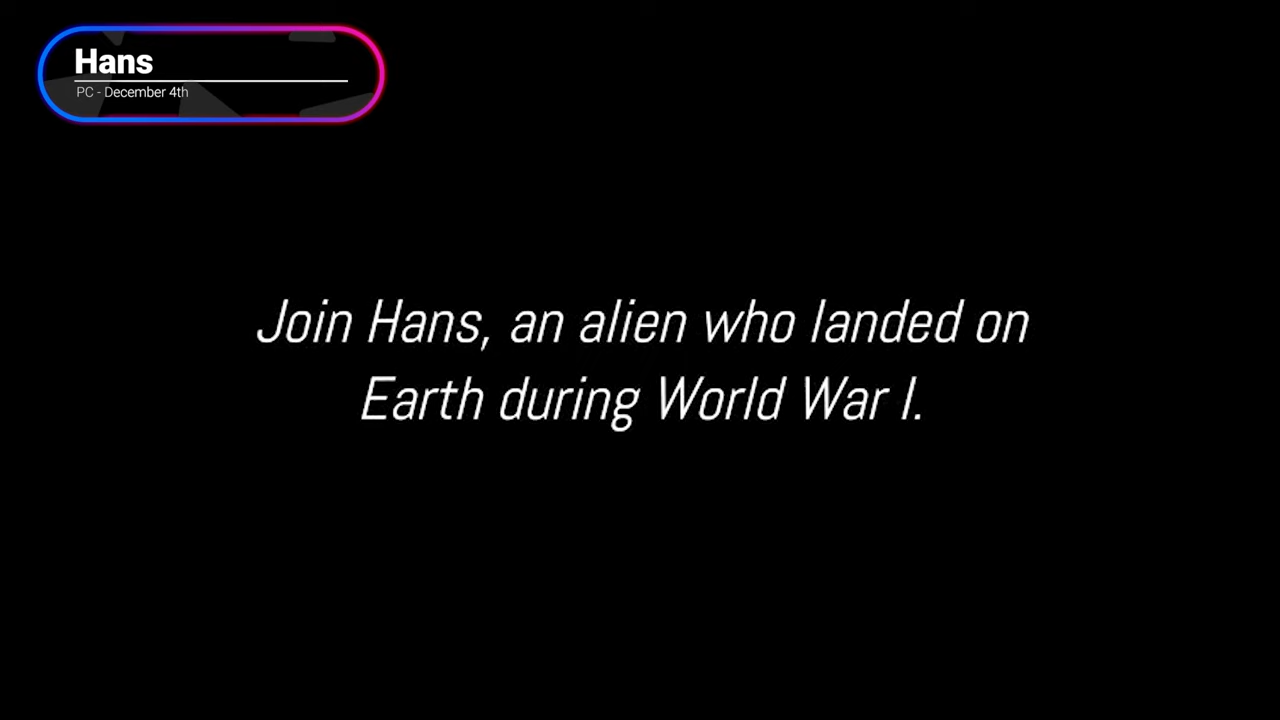 Hans
PC - December 4th
Join Hans, an alien who landed on
Earth during World War I.